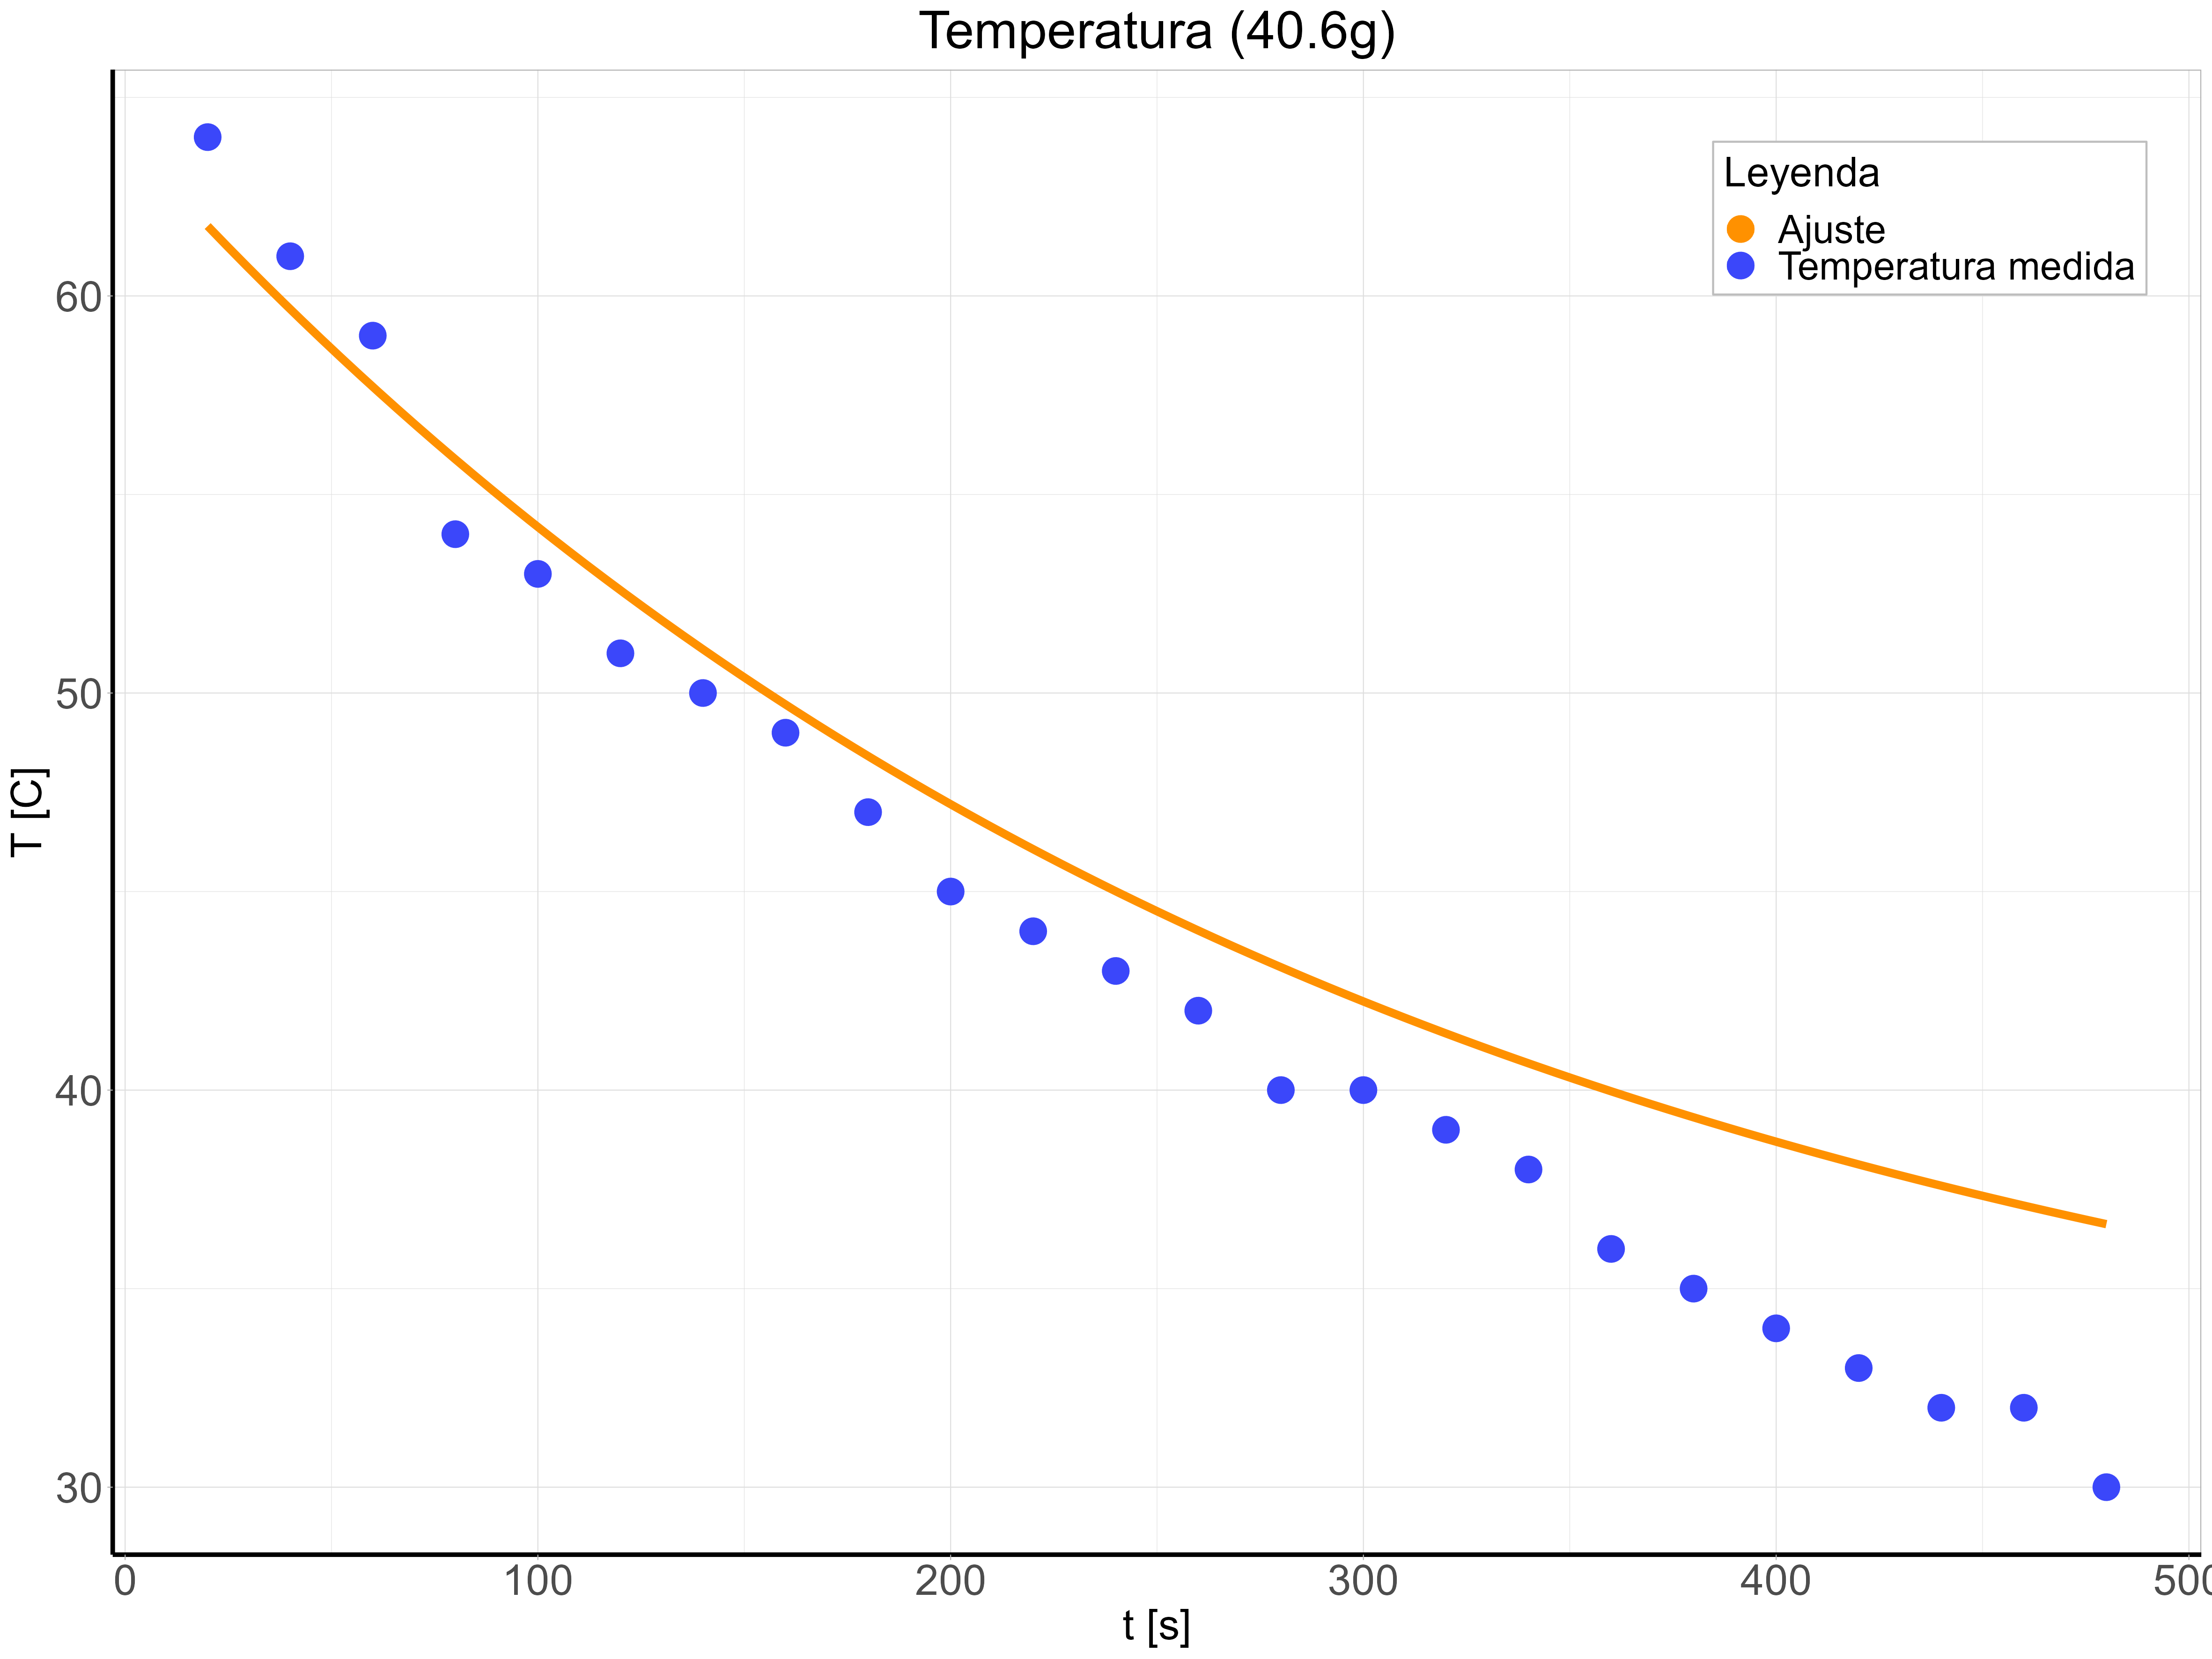 Temperatura (40.6g)
Leyenda
Ajuste
Temperatura medida
T [C]
60
50
40
30
0 100 200 300 400
t [s]